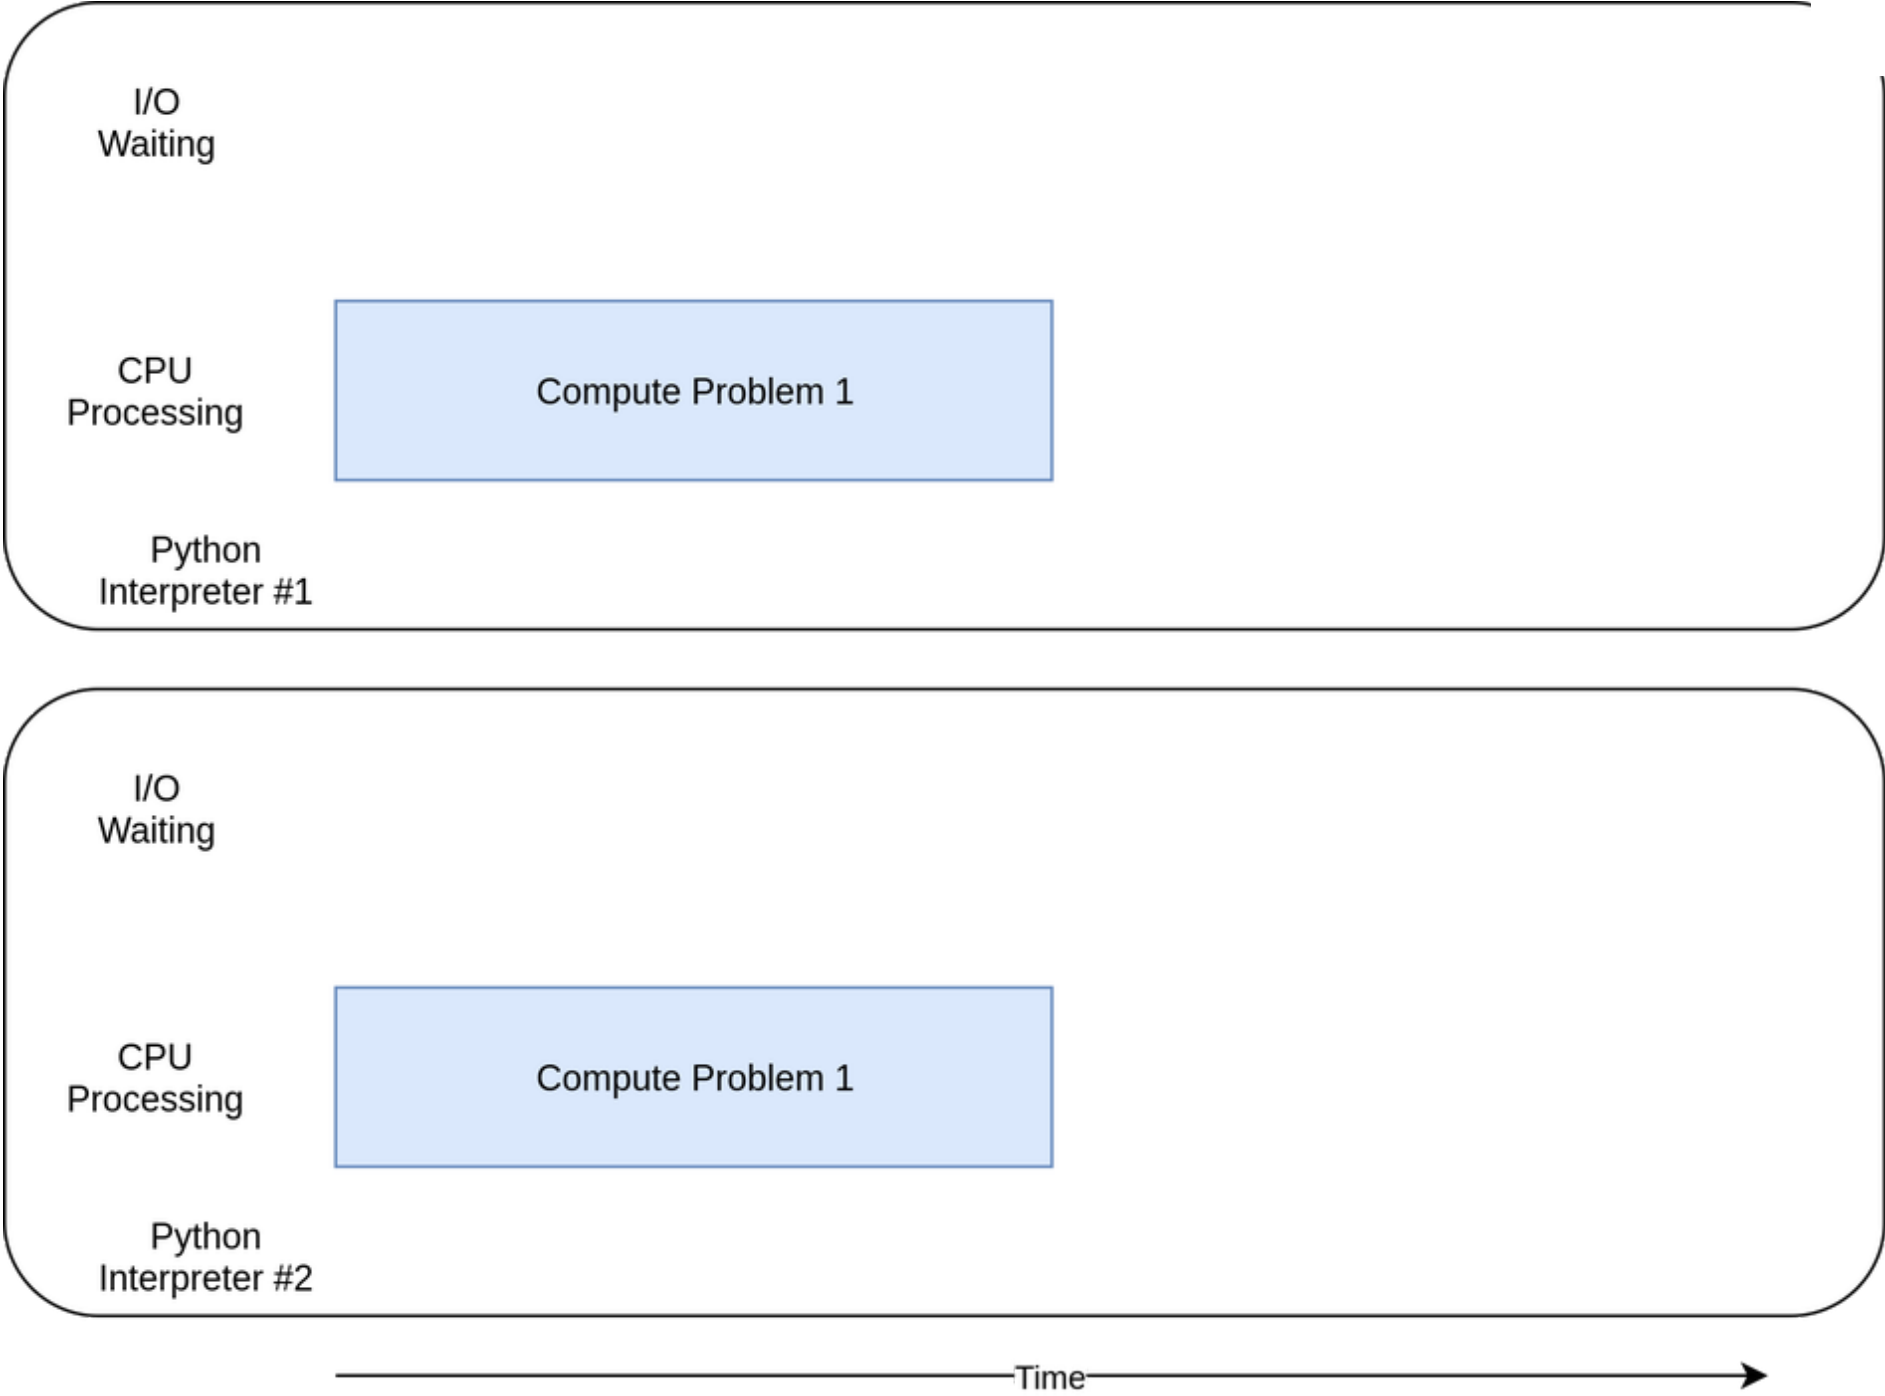 I/O
Waiting
CPU
Processing
Compute Problem 1
Python
Interpreter #1
I/O
Waiting
CPU
Processing
Compute Problem 1
Python
Interpreter #2
Time